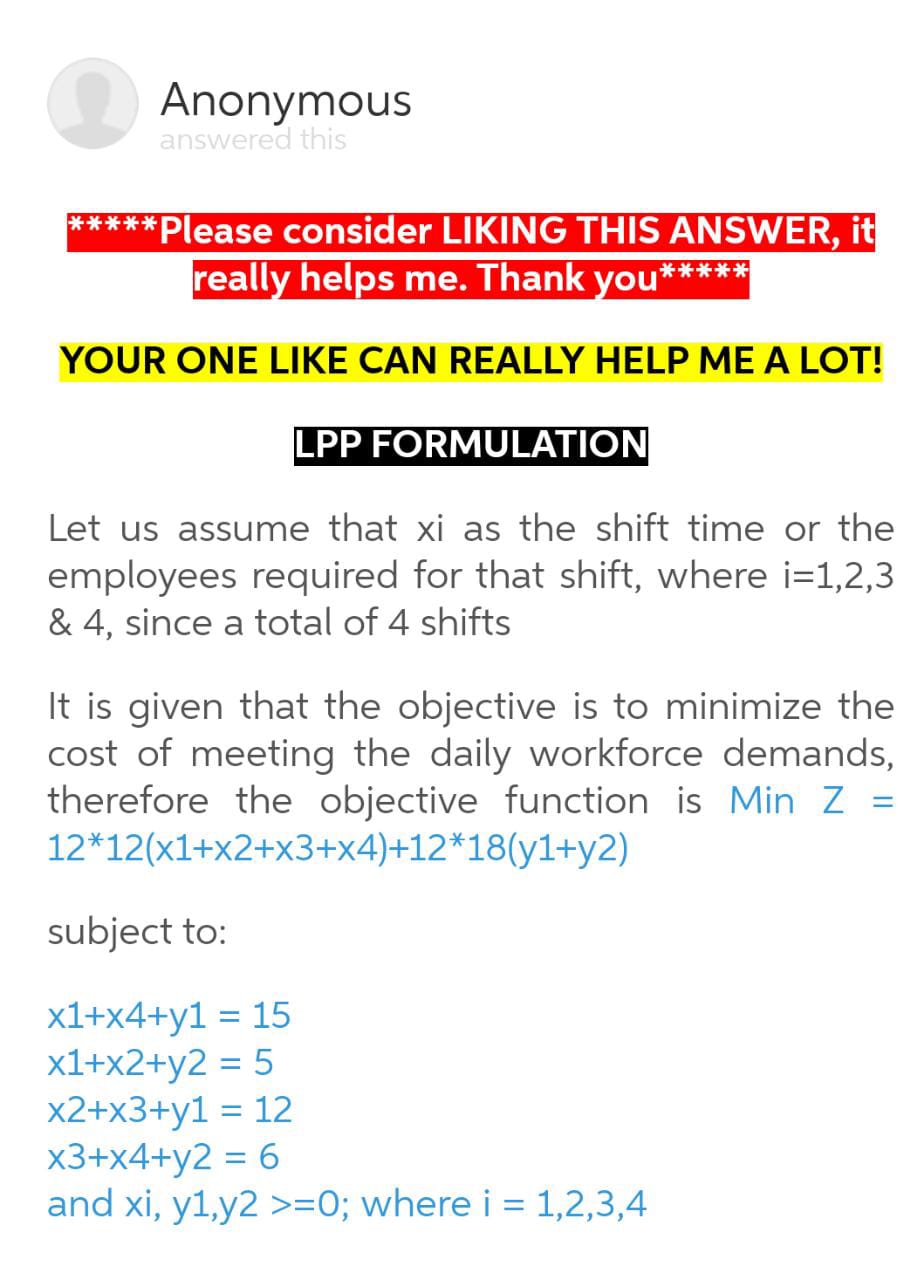 Anonymous
answered this
*****Please consider LIKING THIS ANSWER, it
really helps me. Thank you*****
YOUR ONE LIKE CAN REALLY HELP ME A LOT!
LPP FORMULATION
Let us assume that xi as the shift time or the
employees required for that shift, where i=1,2,3
& 4, since a total of 4 shifts
It is given that the objective is to minimize the
cost of meeting the daily workforce demands,
therefore the objective function is Min Z =
12*12(x1+x2+x3+x4)+12*18(y1+y2)
subject to:
x1+x4+y1 = 15
x1+x2+y2 = 5
x2+x3+y1 = 12
x3+x4+y2 = 6
and xi, y1,y2 >=0; where i = 1,2,3,4